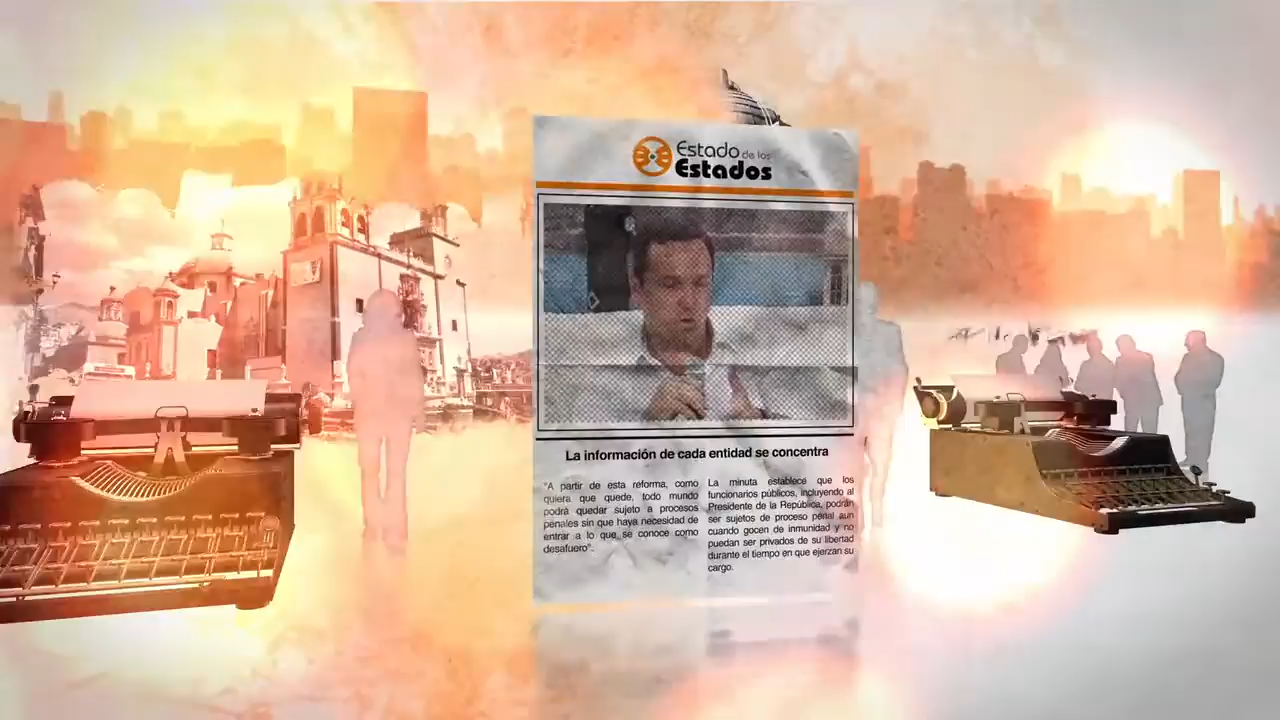 Estado de los
Estados
La información de cada entidad se concentra
"A partir de esta reforma, como
quiera que quede, todo mundo
podrá quedar sujeto a procesos
penales sin que haya necesidad de
entrar a lo que se conoce como
desafuero".
La minuta establece que los
funcionarios públicos, incluyendo al
Presidente de la República, podrán
ser sujetos de proceso penal aun
cuando gocen de inmunidad y no
puedan ser privados de su libertad
durante el tiempo en que ejerzan su
cargo.